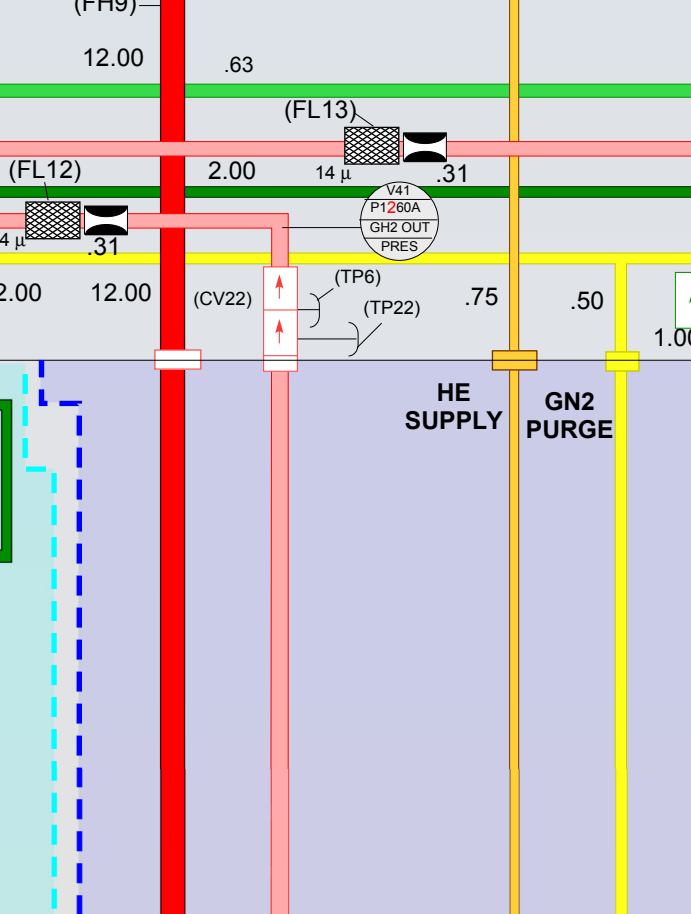 (FH9)
12.00
.63
(FL13)
(FL12)
2.00
14 µ
.31
V41
P1260A
GH2 OUT
PRES
4 µ
.31
2.00
12.00
(CV22)
(TP6)
(TP22)
.75
.50
1.00
HE
SUPPLY
GN2
PURGE